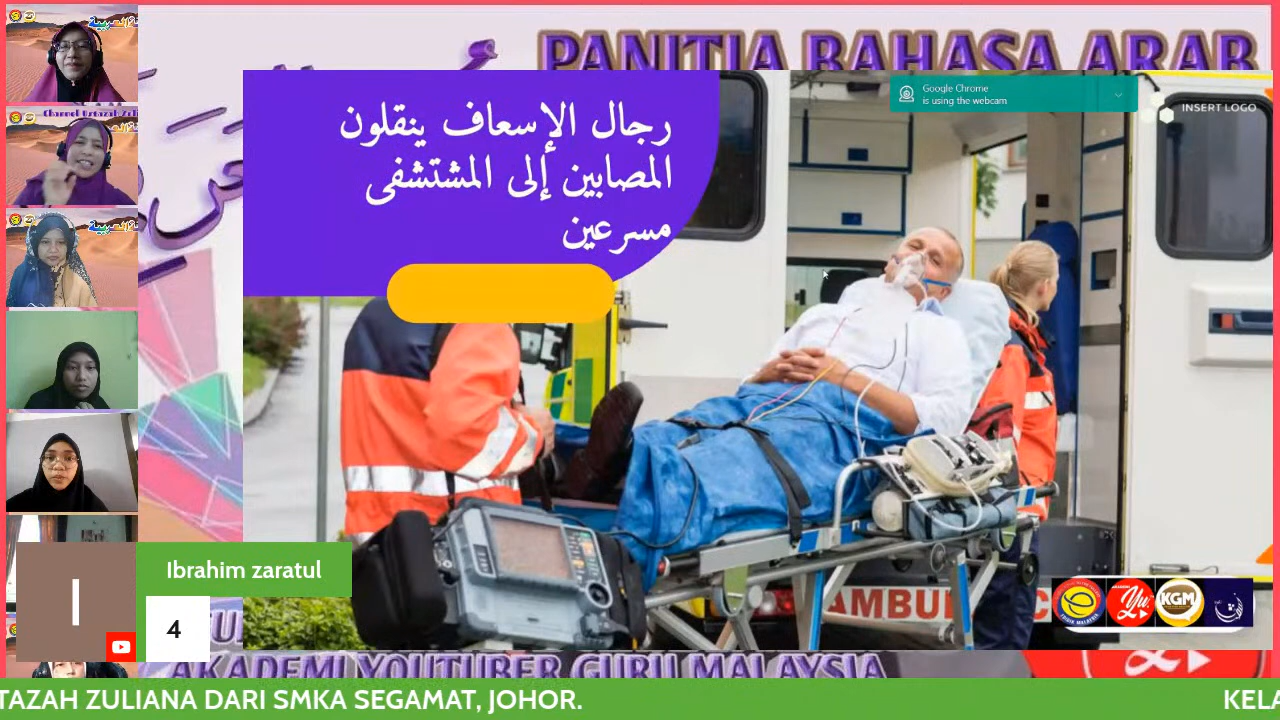 PANITIA BAHASA ARAB
Google Chrome
is using the webcam
INSERT LOGO
رجال الإسعاف ينقلون
المصابين إلى المشتشفى
مسرعين
Ibrahim zaratul
I
4
AMBU
KGM
AKADEMI YOUTUBER GURU MALAYSIA
TAZAH ZULIANA DARI SMKA SEGAMAT, JOHOR.
KELA